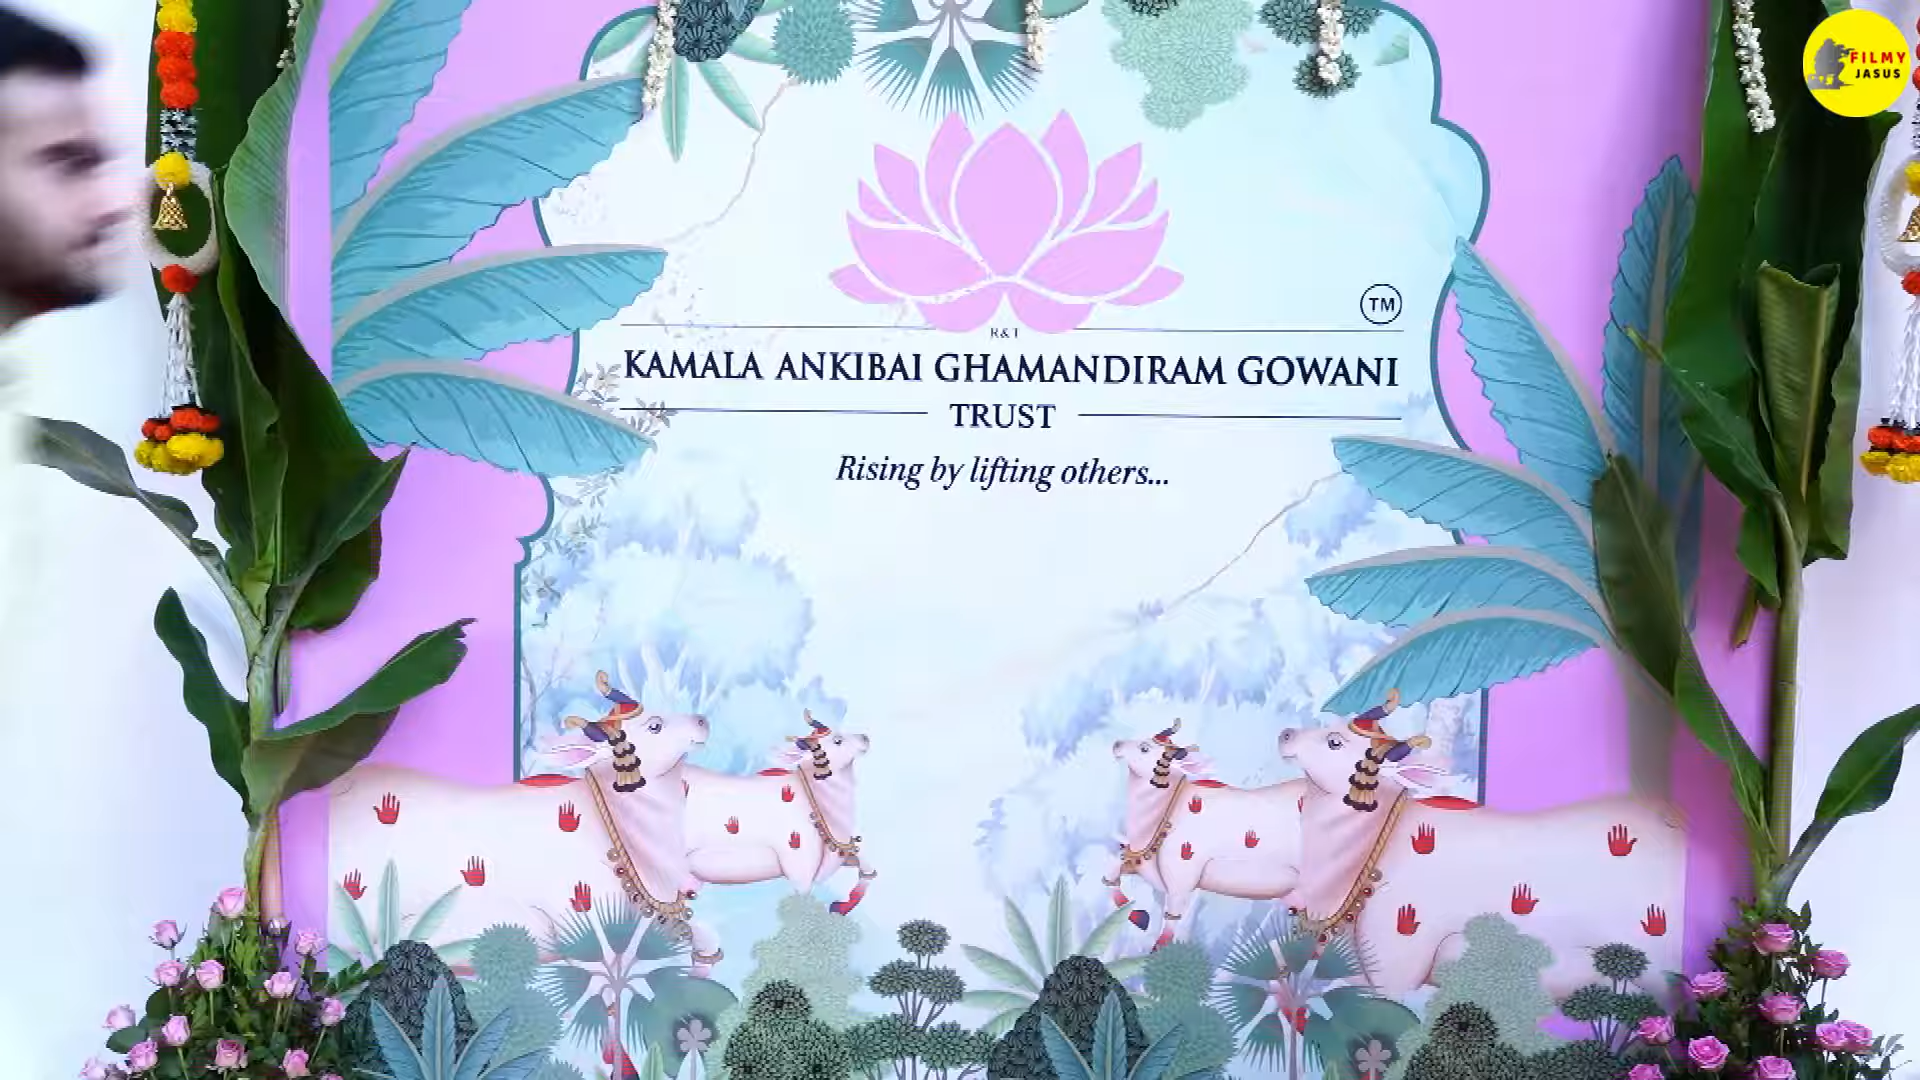 FILMY
JASUS
TM
R&T
KAMALA ANKIBAI GHAMANDIRAM GOWANI
TRUST
Rising by lifting others...